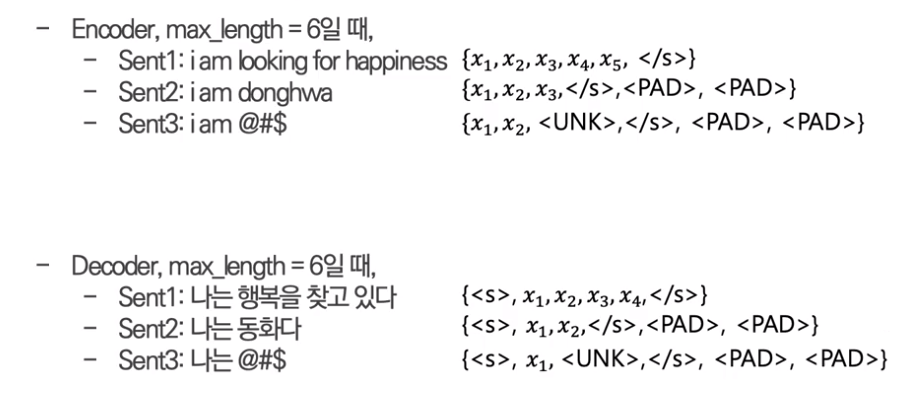 − Encoder, max_length = 6일 때,
− Sent1: i am looking for happiness {x₁, x₂, x₃, x₄, x₅, </s>}
− Sent2: i am donghwa {x₁, x₂, x₃,</s>,<PAD>, <PAD>}
− Sent3: i am @#$ {x₁, x₂, <UNK>,</s>, <PAD>, <PAD>}
− Decoder, max_length = 6일 때,
− Sent1: 나는 행복을 찾고 있다 {<s>, x₁, x₂, x₃, x₄,</s>}
− Sent2: 나는 동화다 {<s>, x₁, x₂,</s>,<PAD>, <PAD>}
− Sent3: 나는 @#$ {<s>, x₁, <UNK>,</s>, <PAD>, <PAD>}